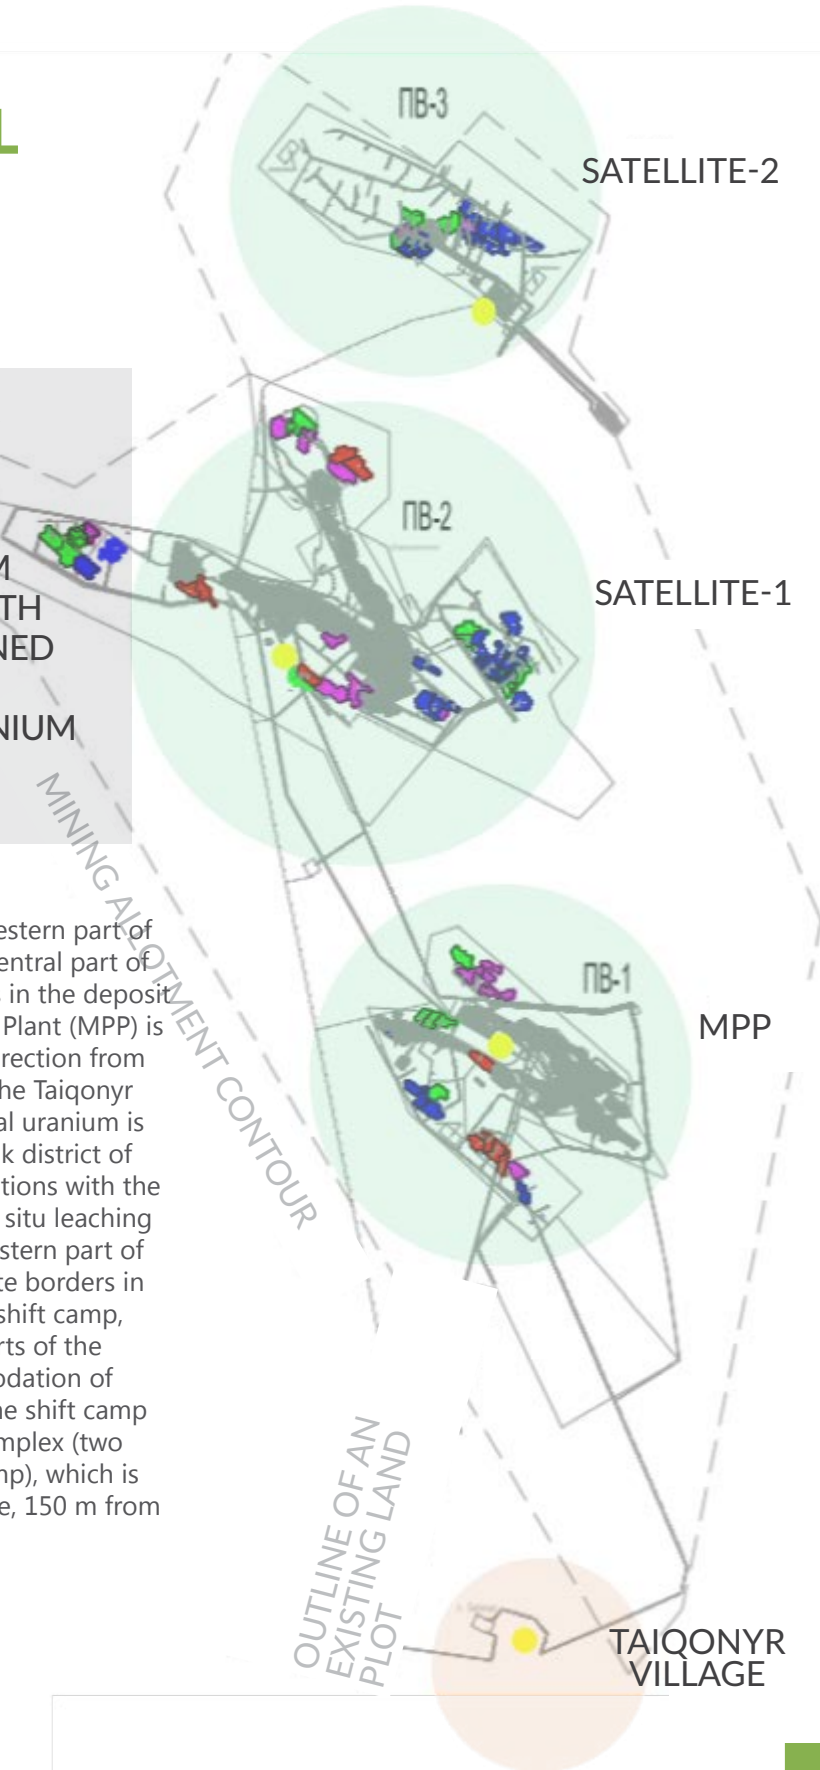 L
ПВ-3
SATELLITE-2
ПВ-2
SATELLITE-1
M
TH
NED
NIUM
MINING ALLOTMENT CONTOUR
estern part of
entral part of
in the deposit
Plant (MPP) is
rection from
he Taiqonyr
al uranium is
k district of
tions with the
situ leaching
stern part of
te borders in
shift camp,
rts of the
odation of
ne shift camp
mplex (two
mp), which is
e, 150 m from
ПВ-1
MPP
OUTLINE OF AN
EXISTING LAND
PLOT
TAIQONYR
VILLAGE